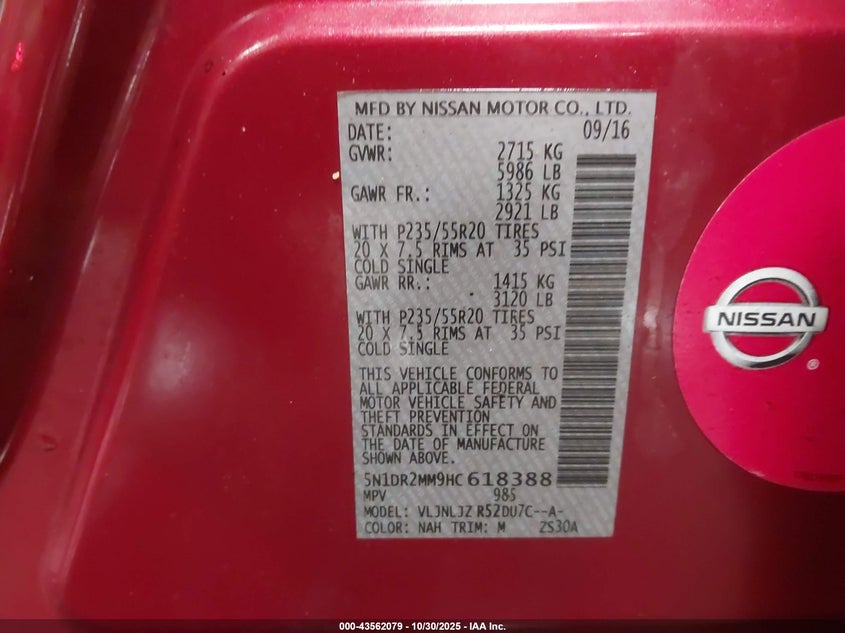 MFD BY NISSAN MOTOR CO., LTD.
DATE: 09/16
GVWR: 2715 KG
5986 LB
GAWR FR.: 1325 KG
2921 LB
WITH P235/55R20 TIRES
20 X 7.5 RIMS AT 35 PSI
COLD SINGLE
GAWR RR.: 1415 KG
3120 LB
WITH P235/55R20 TIRES
20 X 7.5 RIMS AT 35 PSI
COLD SINGLE
THIS VEHICLE CONFORMS TO
ALL APPLICABLE FEDERAL
MOTOR VEHICLE SAFETY AND
THEFT PREVENTION
STANDARDS IN EFFECT ON
THE DATE OF MANUFACTURE
SHOWN ABOVE.
5N1DR2MM9HC618388
MPV 985
MODEL: VLJNLJZ R52DU7C--A-
COLOR: NAH TRIM: M ZS30A
NISSAN
®
000-43562079 - 10/30/2025 - IAA Inc.